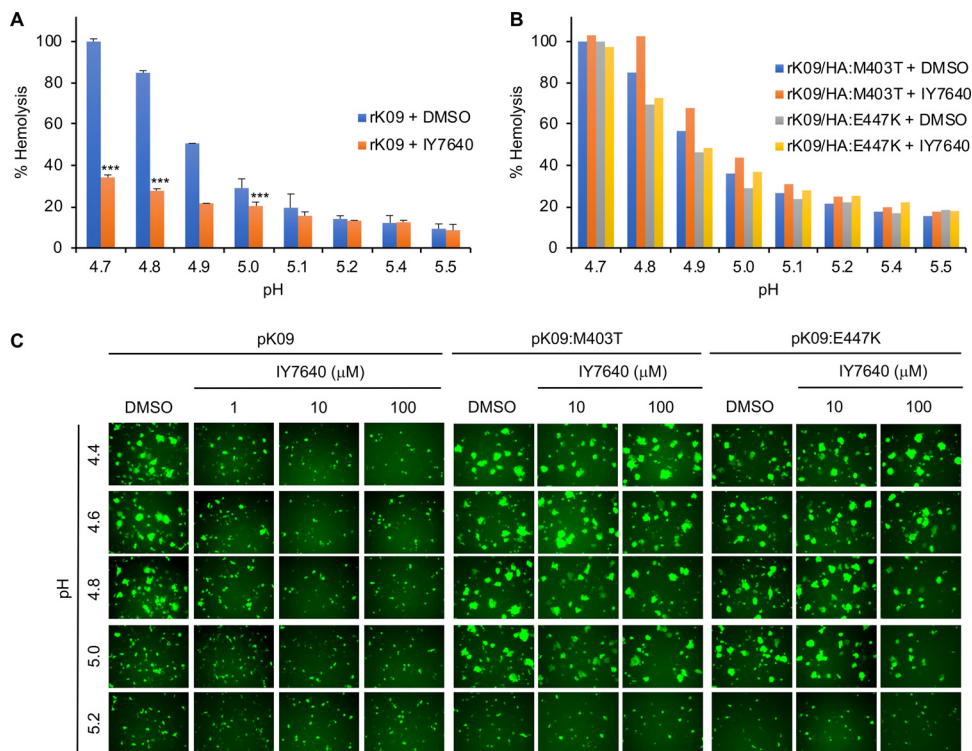 A
100
80
60
40
20
0
% Hemolysis
***
***
***
rK09 + DMSO
rK09 + IY7640
4.7 4.8 4.9 5.0 5.1 5.2 5.4 5.5
pH
B
100
80
60
40
20
0
% Hemolysis
rK09/HA:M403T + DMSO
rK09/HA:M403T + IY7640
rK09/HA:E447K + DMSO
rK09/HA:E447K + IY7640
4.7 4.8 4.9 5.0 5.1 5.2 5.4 5.5
pH
C
pK09 pK09:M403T pK09:E447K
IY7640 (μM) IY7640 (μM) IY7640 (μM)
DMSO 1 10 100 DMSO 10 100 DMSO 10 100
pH
4.4
4.6
4.8
5.0
5.2